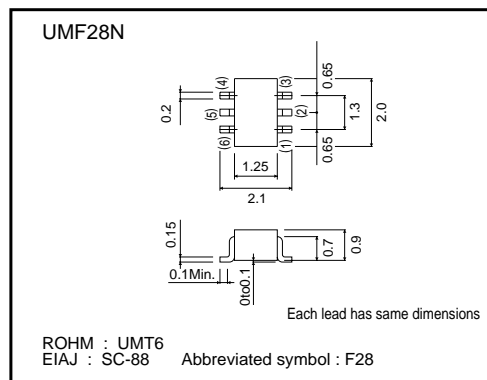 UMF28N
(4)
(3)
0.65
0.2
(5)
(2)
1.3
2.0
(6)
(1)
0.65
1.25
2.1
0.15
0.1Min.
0to0.1
0.7
0.9
Each lead has same dimensions
ROHM : UMT6
EIAJ : SC-88 Abbreviated symbol : F28